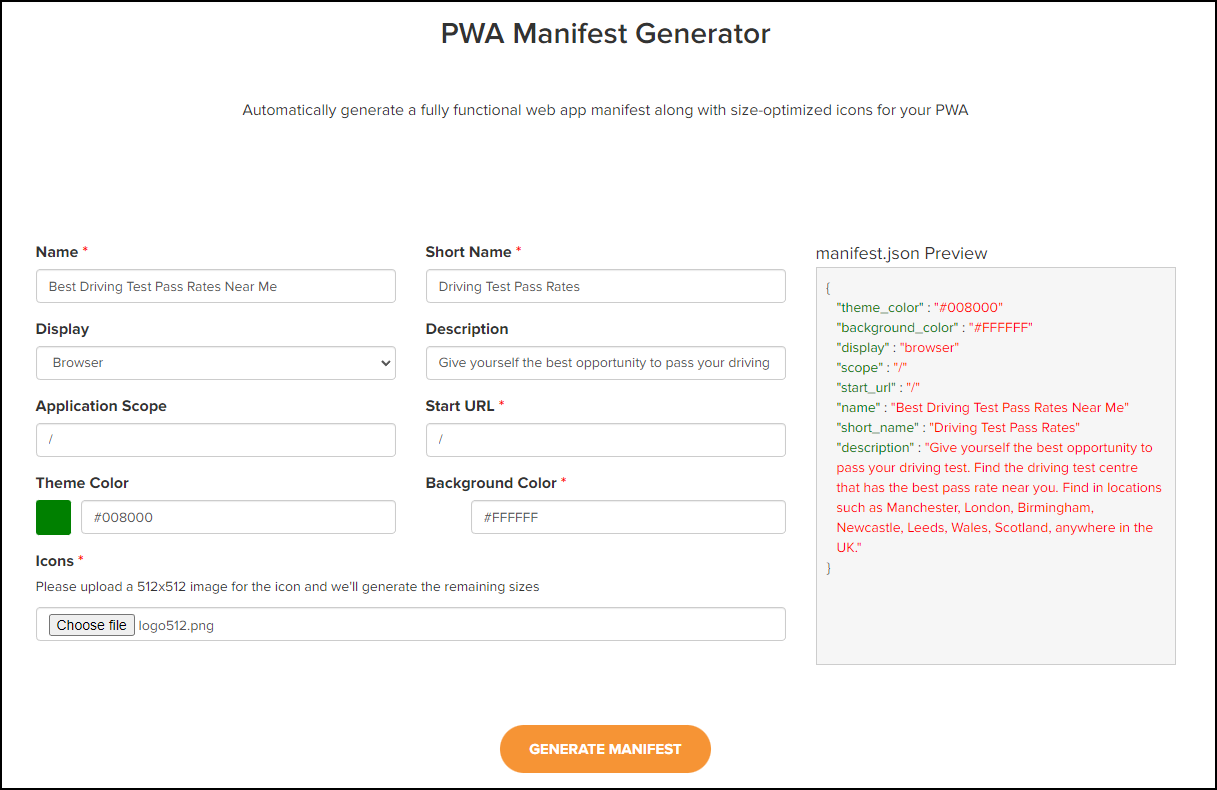 PWA Manifest Generator
Automatically generate a fully functional web app manifest along with size-optimized icons for your PWA
Name *
Best Driving Test Pass Rates Near Me
Short Name *
Driving Test Pass Rates
Display
Browser
Description
Give yourself the best opportunity to pass your driving
Application Scope
/
Start URL *
/
Theme Color
#008000
Background Color *
#FFFFFF
Icons *
Please upload a 512x512 image for the icon and we'll generate the remaining sizes
Choose file logo512.png
manifest.json Preview
{
"theme_color" : "#008000"
"background_color" : "#FFFFFF"
"display" : "browser"
"scope" : "/"
"start_url" : "/"
"name" : "Best Driving Test Pass Rates Near Me"
"short_name" : "Driving Test Pass Rates"
"description" : "Give yourself the best opportunity to
pass your driving test. Find the driving test centre
that has the best pass rate near you. Find in locations
such as Manchester, London, Birmingham,
Newcastle, Leeds, Wales, Scotland, anywhere in the
UK."
}
GENERATE MANIFEST